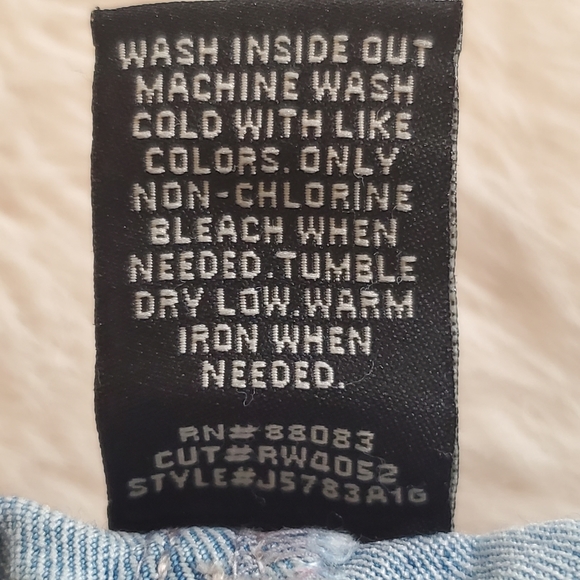 WASH INSIDE OUT
MACHINE WASH
COLD WITH LIKE
COLORS. ONLY
NON-CHLORINE
BLEACH WHEN
NEEDED. TUMBLE
DRY LOW. WARM
IRON WHEN
NEEDED.
RN# 88083
CUT#RW4052
STYLE#J5783A16